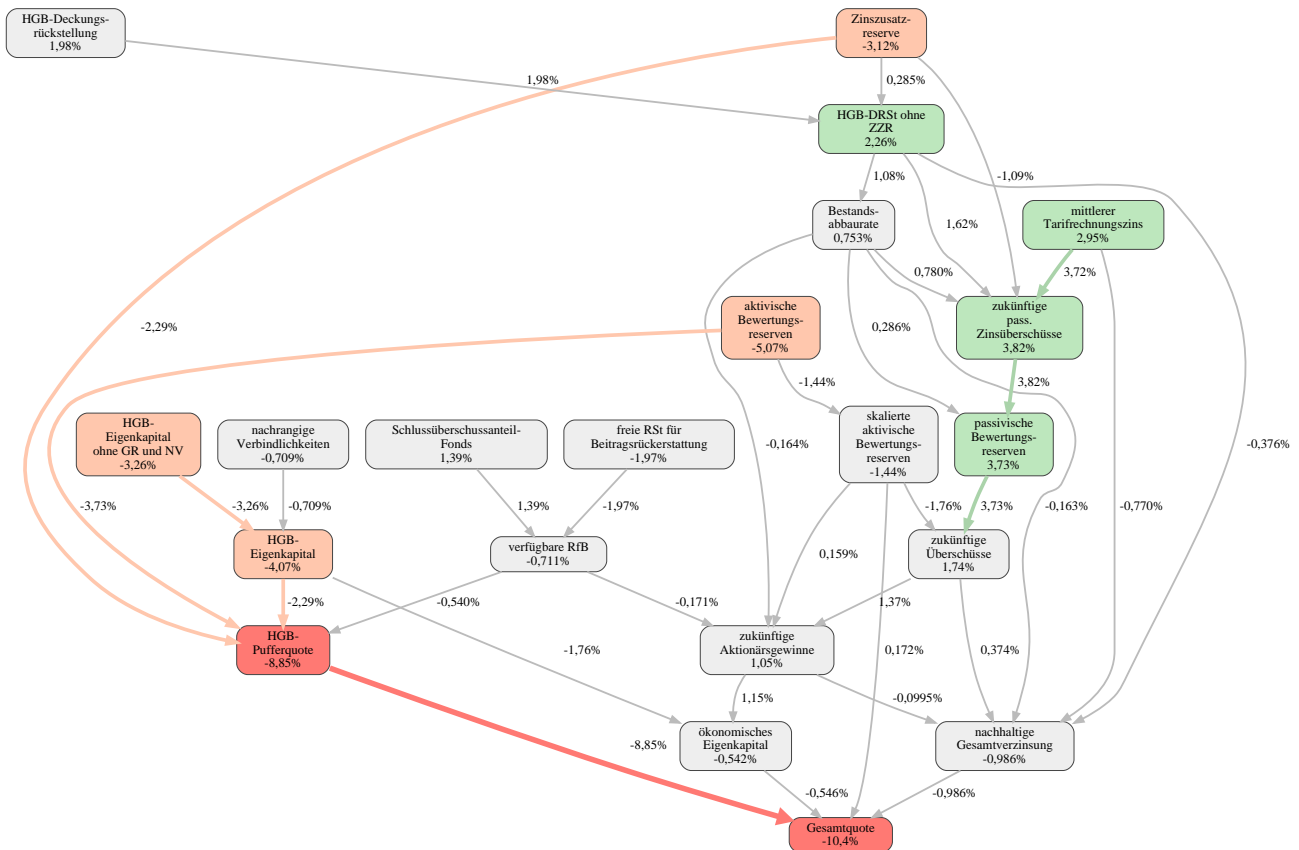 HGB-Deckungs-
rückstellung
1,98%
Zinszusatz-
reserve
-3,12%
1,98%
0,285%
HGB-DRSt ohne
ZZR
2,26%
1,08%
-1,09%
Bestands-
abbaurate
0,753%
1,62%
mittlerer
Tarifrechnungszins
2,95%
0,780%
3,72%
-2,29%
aktivische
Bewertungs-
reserven
-5,07%
0,286%
zukünftige
pass.
Zinsüberschüsse
3,82%
-1,44%
3,82%
HGB-
Eigenkapital
ohne GR und NV
-3,26%
nachrangige
Verbindlichkeiten
-0,709%
Schlussüberschussanteil-
Fonds
1,39%
freie RSt für
Beitragsrückerstattung
-1,97%
-0,164%
skalierte
aktivische
Bewertungs-
reserven
-1,44%
passivische
Bewertungs-
reserven
3,73%
-0,376%
-3,73%
-3,26%
-0,709%
1,39%
-1,97%
-1,76%
3,73%
-0,163%
-0,770%
HGB-
Eigenkapital
-4,07%
verfügbare RfB
-0,711%
0,159%
zukünftige
Überschüsse
1,74%
-2,29%
-0,540%
-0,171%
1,37%
HGB-
Pufferquote
-8,85%
-1,76%
zukünftige
Aktionärsgewinne
1,05%
0,172%
0,374%
1,15%
-0,0995%
-8,85%
ökonomisches
Eigenkapital
-0,542%
nachhaltige
Gesamtverzinsung
-0,986%
-0,546%
-0,986%
Gesamtquote
-10,4%